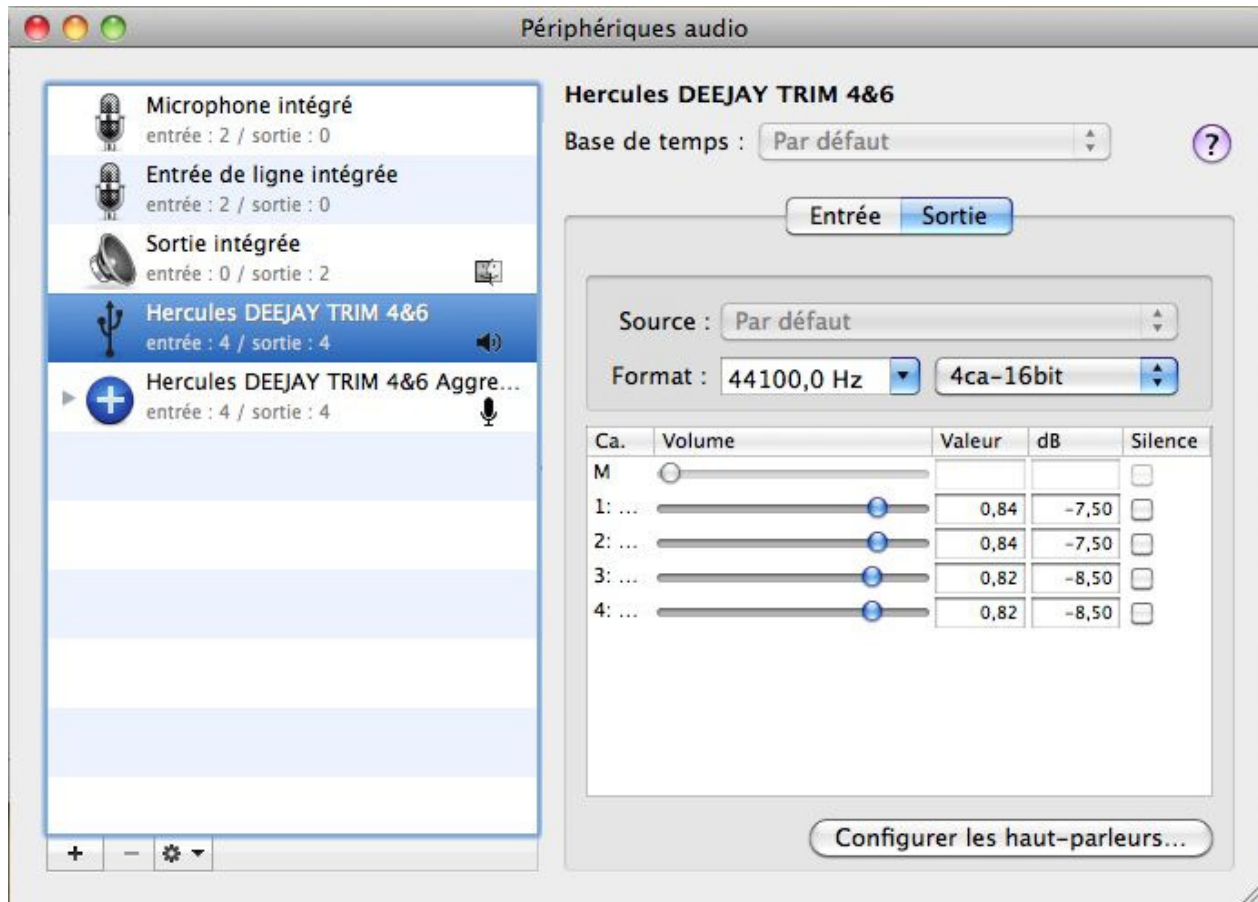 Périphériques audio
Microphone intégré
entrée : 2 / sortie : 0
Entrée de ligne intégrée
entrée : 2 / sortie : 0
Sortie intégrée
entrée : 0 / sortie : 2
Hercules DEEJAY TRIM 4&6
entrée : 4 / sortie : 4
Hercules DEEJAY TRIM 4&6 Aggre...
entrée : 4 / sortie : 4
Hercules DEEJAY TRIM 4&6
Base de temps : Par défaut ?
Entrée Sortie
Source : Par défaut
Format : 44100,0 Hz 4ca-16bit
Ca. Volume Valeur dB Silence
M
1: ... 0,84 -7,50
2: ... 0,84 -7,50
3: ... 0,82 -8,50
4: ... 0,82 -8,50
Configurer les haut-parleurs...